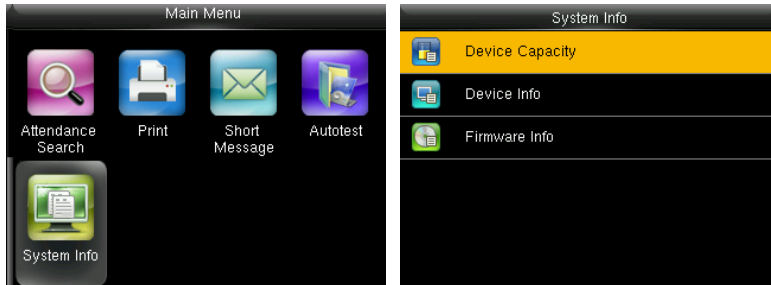 Main Menu
Attendance
Search
Print
Short
Message
Autotest
System Info
System Info
Device Capacity
Device Info
Firmware Info